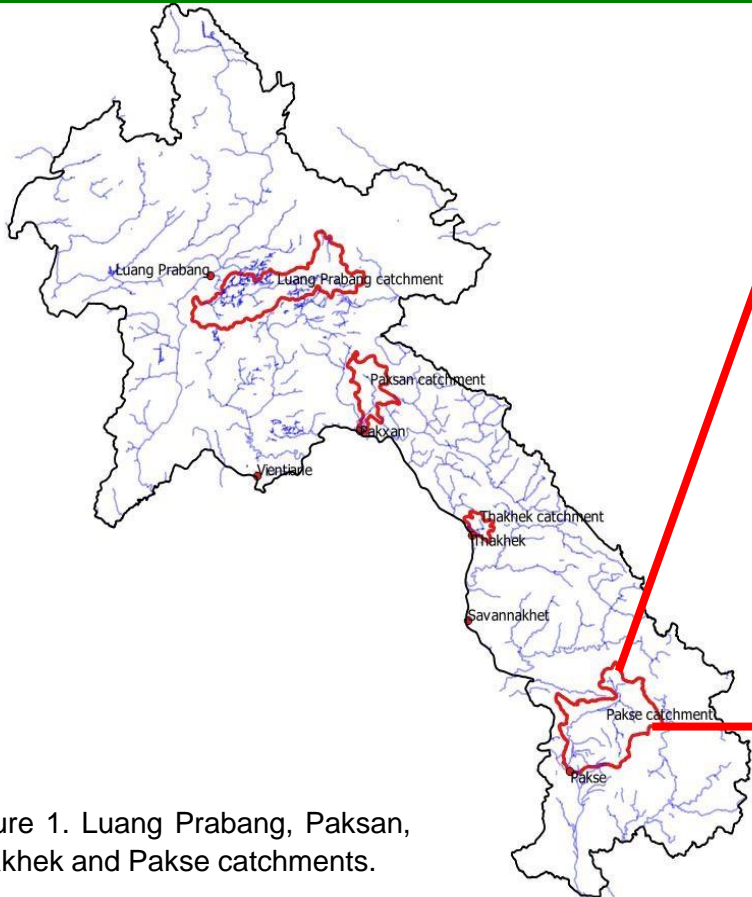 Luang Prabang
Luang Prabang catchment
Paksan catchment
Pakxan
Vientiane
Thakhek catchment
Thakhek
Savannakhet
Pakse catchment
Pakse
ure 1. Luang Prabang, Paksan,
khek and Pakse catchments.